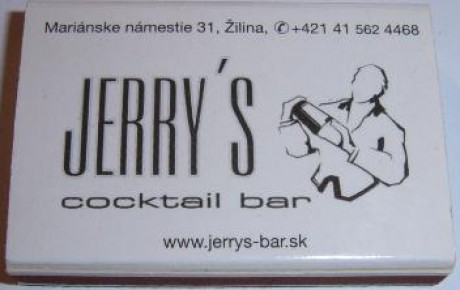 Mariánske námestie 31, Žilina, ✆+421 41 562 4468
JERRY´S
cocktail bar
www.jerrys-bar.sk